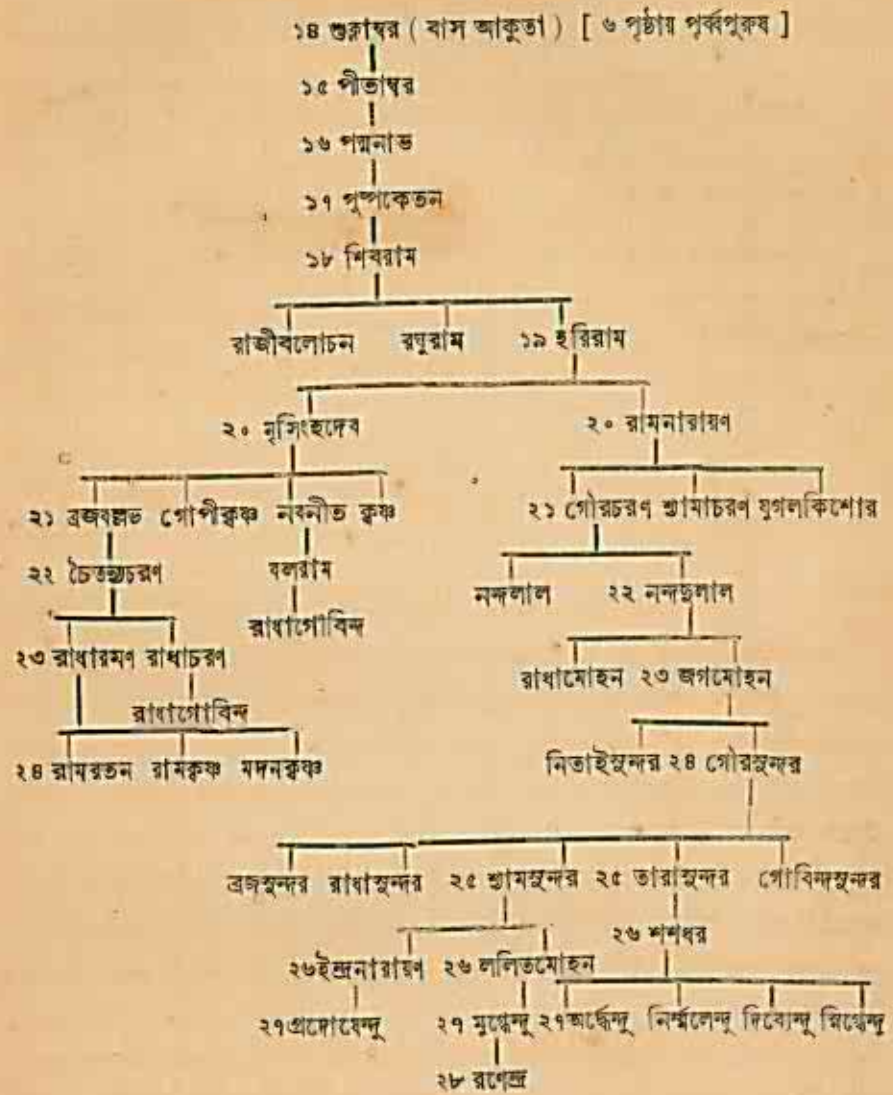 ১৪ শুক্লাম্বর ( বাস আকুতা ) [ ৬ পৃষ্ঠায় পূর্ব্বপুরুষ ]
১৫ পীতাম্বর
১৬ পদ্মনাভ
১৭ পুষ্পকেতন
১৮ শিবরাম
রাজীবলোচন রঘুরাম ১৯ হরিরাম
২০ নৃসিংহদেব ২০ রামনারায়ণ
২১ ব্রজবল্লভ গোপীকৃষ্ণ নবনীত কৃষ্ণ ২১ গৌরচরণ শ্যামাচরণ যুগলকিশোর
২২ চৈতন্যচরণ বলরাম নন্দলাল ২২ নন্দদুলাল
রাধাগোবিন্দ
২৩ রাধারমণ রাধাচরণ রাধামোহন ২৩ জগমোহন
রাধাগোবিন্দ
২৪ রামরতন রামকৃষ্ণ মদনকৃষ্ণ নিতাইসুন্দর ২৪ গৌরসুন্দর
ব্রজসুন্দর রাধাসুন্দর ২৫ শ্যামসুন্দর ২৫ তারাসুন্দর গোবিন্দসুন্দর
২৬ইন্দ্রনারায়ণ ২৬ ললিতমোহন ২৬ শশধর
২৭প্রদোষেন্দু ২৭ মুগ্ধেন্দু ২৭অর্দ্ধেন্দু নির্ম্মলেন্দু দিব্যেন্দু স্নিগ্ধেন্দু
২৮ রণেন্দ্র